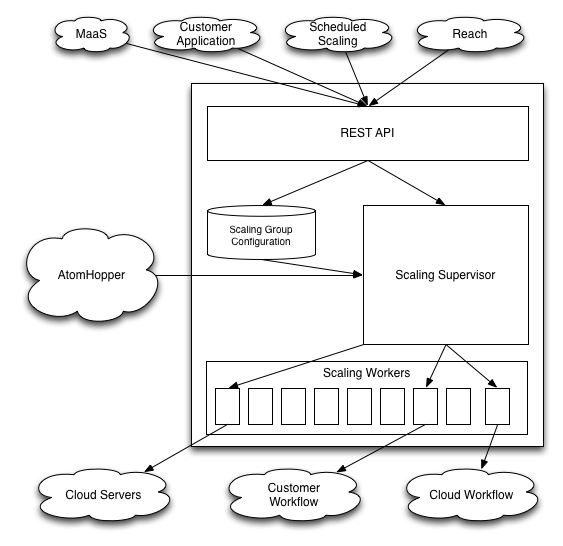 MaaS
Customer
Application
Scheduled
Scaling
Reach
REST API
Scaling Group
Configuration
AtomHopper
Scaling Supervisor
Scaling Workers
Cloud Servers
Customer
Workflow
Cloud Workflow